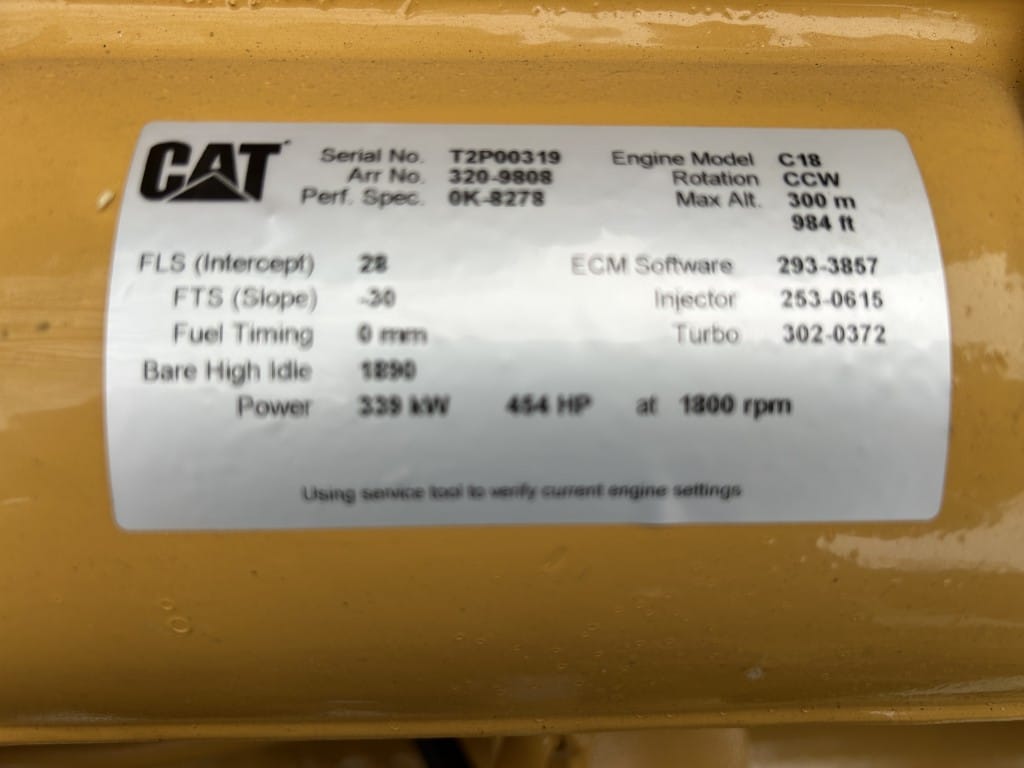 CAT
Serial No. T2P00319 Engine Model C18
Arr No. 320-9808 Rotation CCW
Perf. Spec. 0K-8278 Max Alt. 300 m
984 ft
FLS (Intercept) 28 ECM Software 293-3857
FTS (Slope) -30 Injector 253-0615
Fuel Timing 0 mm Turbo 302-0372
Bare High Idle 1890
Power 339 kW 454 HP at 1800 rpm
Using service tool to verify current engine settings